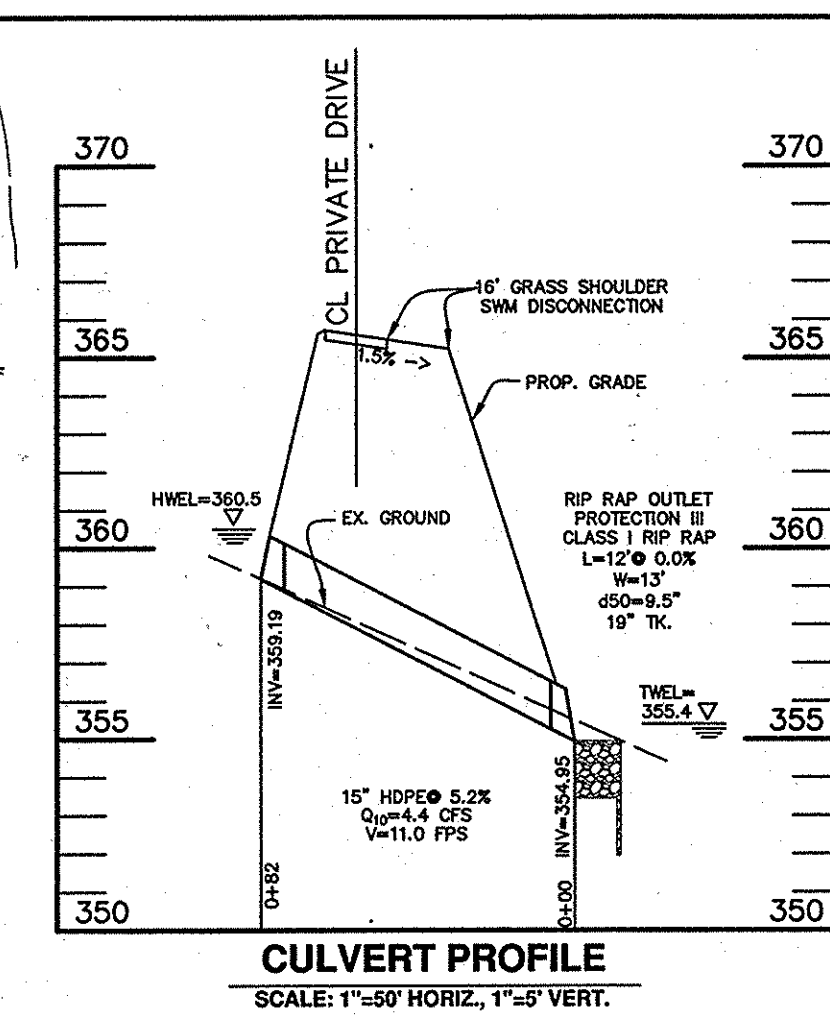 370
370
CL PRIVATE DRIVE
16' GRASS SHOULDER
SWM DISCONNECTION
365
365
1.5% ->
PROP. GRADE
HWEL=360.5
EX. GROUND
RIP RAP OUTLET
PROTECTION III
CLASS I RIP RAP
L=12'@ 0.0%
W=13'
d50=9.5"
19" TK.
360
360
INV=359.19
TWEL=
355.4
355
355
15" HDPE@ 5.2%
Q10=4.4 CFS
V=11.0 FPS
INV=354.95
0+82
0+00
350
350
CULVERT PROFILE
SCALE: 1"=50' HORIZ., 1"=5' VERT.